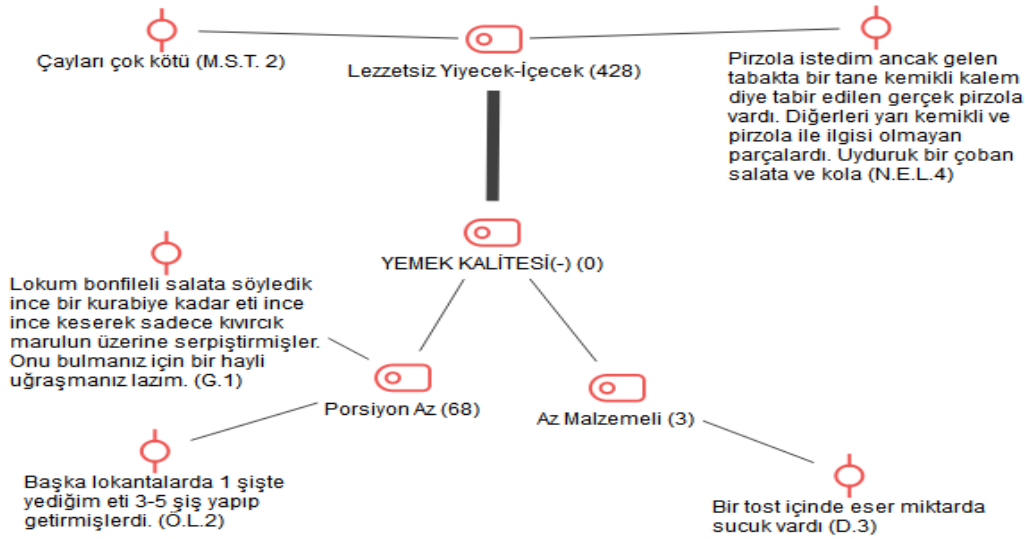 Çayları çok kötü (M.S.T. 2)
Lezzetsiz Yiyecek-İçecek (428)
Pirzola istedim ancak gelen
tabakta bir tane kemikli kalem
diye tabir edilen gerçek pirzola
vardı. Diğerleri yarı kemikli ve
pirzola ile ilgisi olmayan
parçalardı. Uyduruk bir çoban
salata ve kola (N.E.L.4)
YEMEK KALİTESİ(-) (0)
Lokum bonfileli salata söyledik
ince bir kurabiye kadar eti ince
ince keserek sadece kıvırcık
marulun üzerine serpiştirmişler.
Onu bulmanız için bir hayli
uğraşmanız lazım. (G.1)
Porsiyon Az (68)
Az Malzemeli (3)
Başka lokantalarda 1 şişte
yediğim eti 3-5 şiş yapıp
getirmişlerdi. (Ö.L.2)
Bir tost içinde eser miktarda
sucuk vardı (D.3)